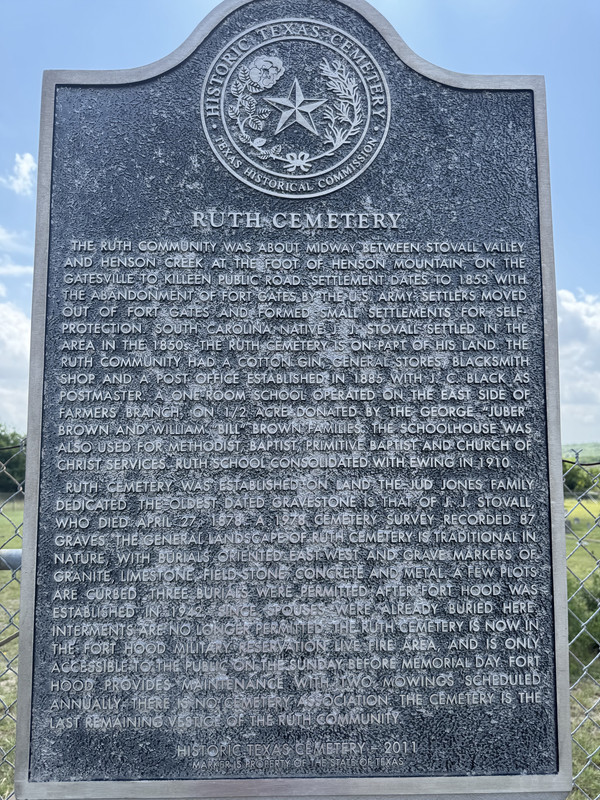 HISTORIC TEXAS CEMETERY
TEXAS HISTORICAL COMMISSION
RUTH CEMETERY
THE RUTH COMMUNITY WAS ABOUT MIDWAY BETWEEN STOVALL VALLEY
AND HENSON CREEK AT THE FOOT OF HENSON MOUNTAIN ON THE
GATESVILLE TO KILLEEN PUBLIC ROAD. SETTLEMENT DATES TO 1853 WITH
THE ABANDONMENT OF FORT GATES BY THE U.S. ARMY. SETTLERS MOVED
OUT OF FORT GATES AND FORMED SMALL SETTLEMENTS FOR SELF-
PROTECTION. SOUTH CAROLINA NATIVE J. J. STOVALL SETTLED IN THE
AREA IN THE 1850s. THE RUTH CEMETERY IS ON PART OF HIS LAND. THE
RUTH COMMUNITY HAD A COTTON GIN, GENERAL STORES, BLACKSMITH
SHOP AND A POST OFFICE ESTABLISHED IN 1885 WITH J. C. BLACK AS
POSTMASTER. A ONE-ROOM SCHOOL OPERATED ON THE EAST SIDE OF
FARMERS BRANCH, ON 1/2 ACRE DONATED BY THE GEORGE "JUBER"
BROWN AND WILLIAM "BILL" BROWN FAMILIES. THE SCHOOLHOUSE WAS
ALSO USED FOR METHODIST, BAPTIST, PRIMITIVE BAPTIST AND CHURCH OF
CHRIST SERVICES. RUTH SCHOOL CONSOLIDATED WITH EWING IN 1910.
RUTH CEMETERY WAS ESTABLISHED ON LAND THE JUD JONES FAMILY
DEDICATED. THE OLDEST DATED GRAVESTONE IS THAT OF J. J. STOVALL,
WHO DIED APRIL 27, 1879. A 1978 CEMETERY SURVEY RECORDED 87
GRAVES. THE GENERAL LANDSCAPE OF RUTH CEMETERY IS TRADITIONAL IN
NATURE, WITH BURIALS ORIENTED EAST-WEST AND GRAVE MARKERS OF
GRANITE, LIMESTONE, FIELD STONE, CONCRETE AND METAL. A FEW PLOTS
ARE CURBED. THREE BURIALS WERE PERMITTED AFTER FORT HOOD WAS
ESTABLISHED IN 1942, SINCE SPOUSES WERE ALREADY BURIED HERE.
INTERMENTS ARE NO LONGER PERMITTED. THE RUTH CEMETERY IS NOW IN
THE FORT HOOD MILITARY RESERVATION LIVE FIRE AREA, AND IS ONLY
ACCESSIBLE TO THE PUBLIC ON THE SUNDAY BEFORE MEMORIAL DAY. FORT
HOOD PROVIDES MAINTENANCE WITH TWO MOWINGS SCHEDULED
ANNUALLY. THERE IS NO CEMETERY ASSOCIATION. THE CEMETERY IS THE
LAST REMAINING VESTIGE OF THE RUTH COMMUNITY.
HISTORIC TEXAS CEMETERY – 2011
MARKER IS PROPERTY OF THE STATE OF TEXAS